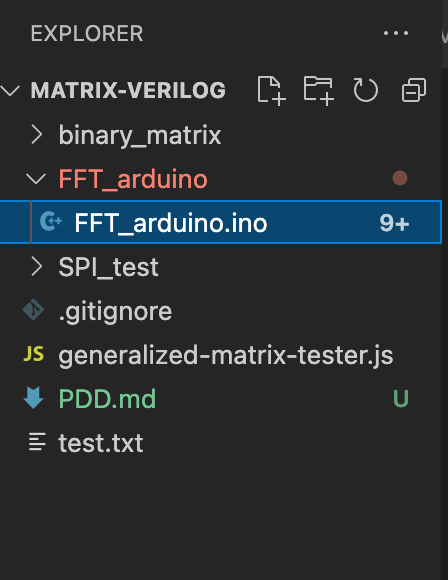 EXPLORER ...
MATRIX-VERILOG
binary_matrix
FFT_arduino
FFT_arduino.ino 9+
SPI_test
.gitignore
JS generalized-matrix-tester.js
PDD.md U
test.txt